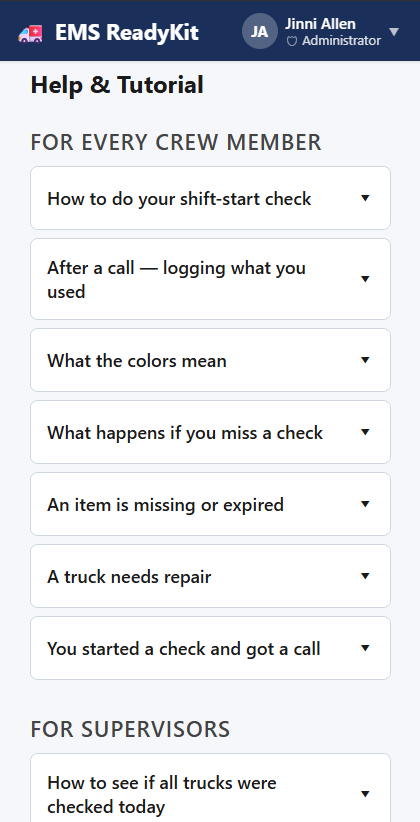 EMS ReadyKit
JA
Jinni Allen
Administrator
Help & Tutorial
FOR EVERY CREW MEMBER
How to do your shift-start check
After a call — logging what you
used
What the colors mean
What happens if you miss a check
An item is missing or expired
A truck needs repair
You started a check and got a call
FOR SUPERVISORS
How to see if all trucks were
checked today